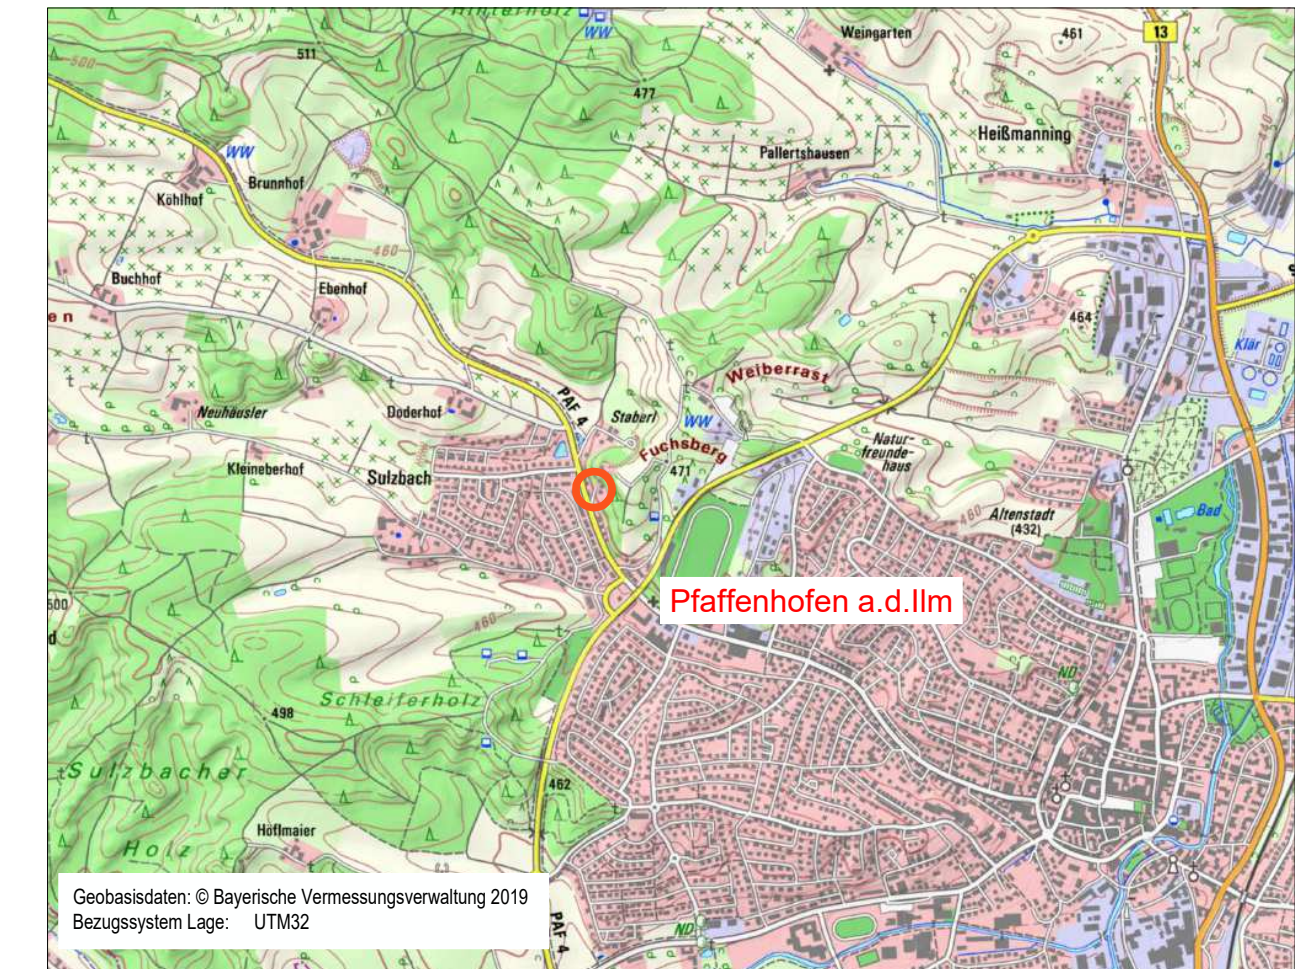 Hinterholz
WW
Weingarten
461
13
511
500
477
Heißmanning
Pallertshausen
WW
Brunnhof
Köhlhof
460
Buchhof
Ebenhof
en
464
Klär
Weiberrast
PAF 4
Staberl
Neuhäusler
Doderhof
WW
Fuchsberg
471
Natur-
freunde-
haus
Kleineberhof
Sulzbach
460
Altenstadt
(432)
Bad
500
Pfaffenhofen a.d.Ilm
460
d
ND
Schleiferholz
498
Sulzbacher
Holz
462
Höflmaier
Geobasisdaten: © Bayerische Vermessungsverwaltung 2019
Bezugssystem Lage: UTM32
PAF 4
ND